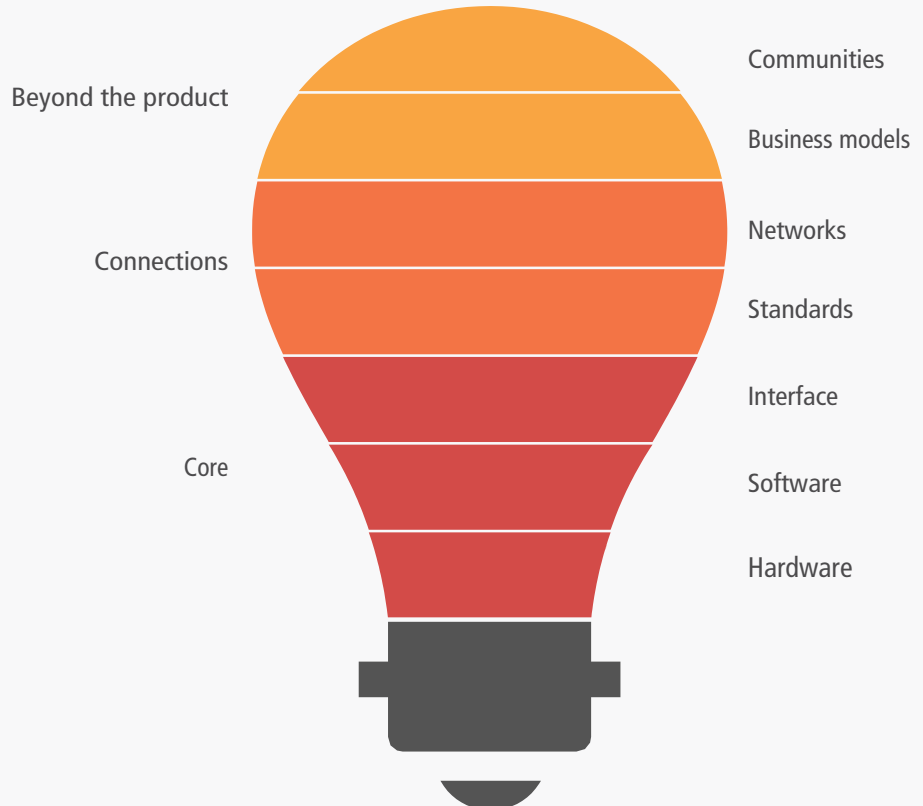 Communities
Beyond the product
Business models
Networks
Connections
Standards
Interface
Core
Software
Hardware